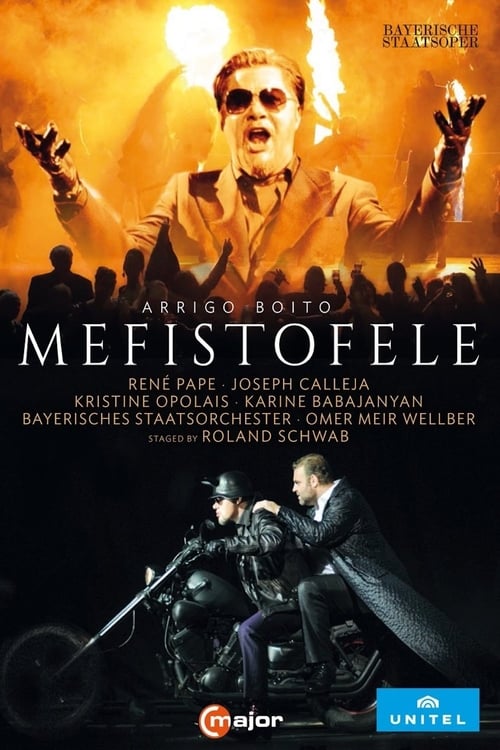 BAYERISCHE
STAATSOPER
ARRIGO BOITO
MEFISTOFELE
RENÉ PAPE · JOSEPH CALLEJA
KRISTINE OPOLAIS · KARINE BABAJANYAN
BAYERISCHES STAATSORCHESTER · OMER MEIR WELLBER
STAGED BY ROLAND SCHWAB
C major
UNITEL